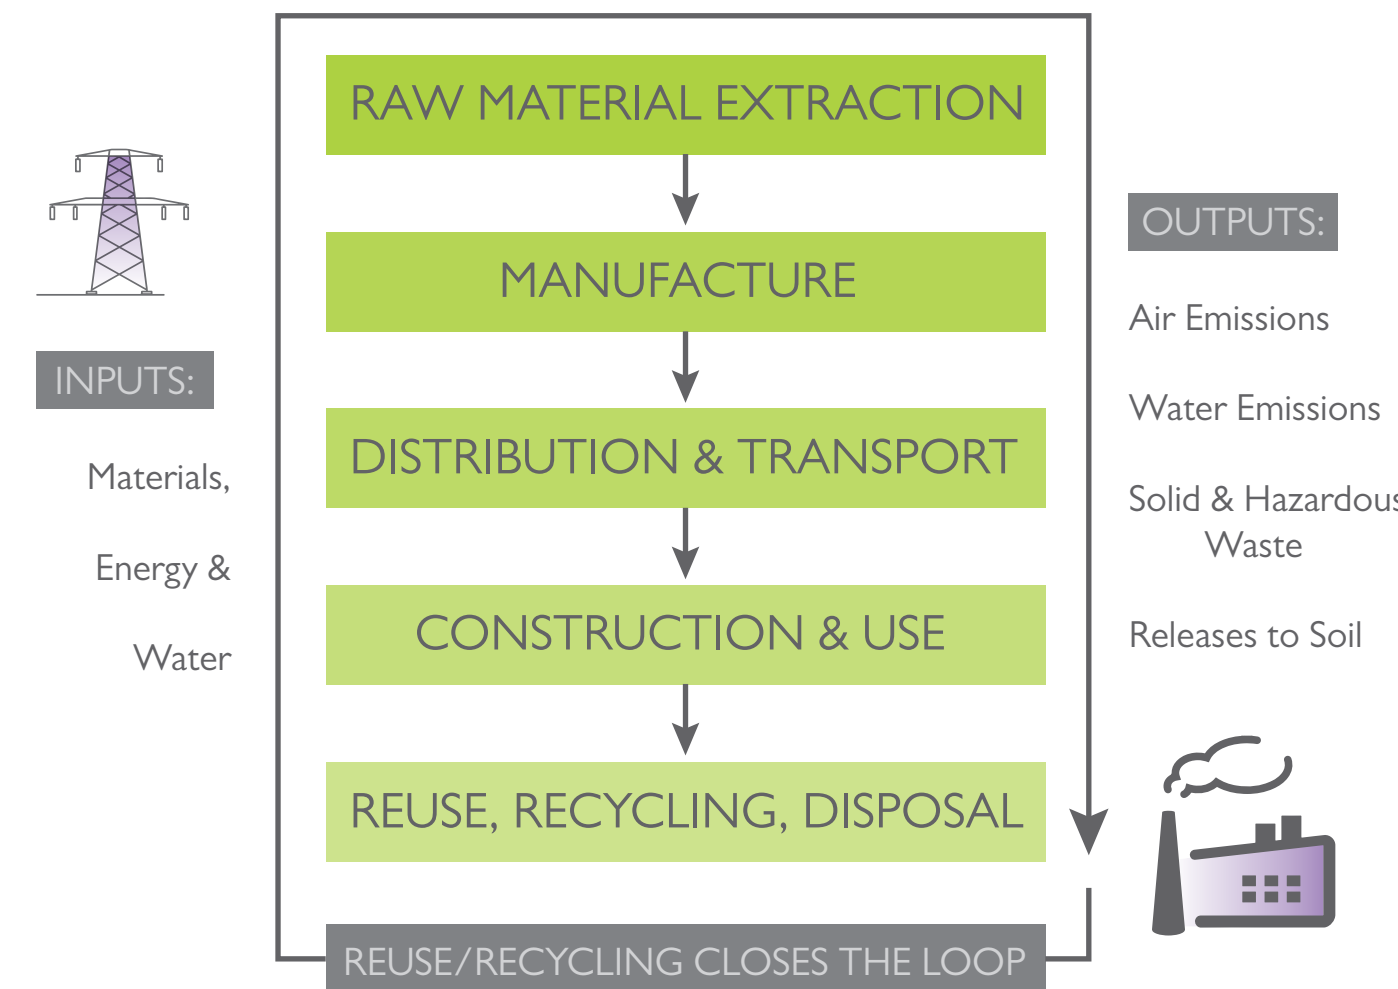 RAW MATERIAL EXTRACTION
MANUFACTURE
DISTRIBUTION & TRANSPORT
CONSTRUCTION & USE
REUSE, RECYCLING, DISPOSAL
REUSE/RECYCLING CLOSES THE LOOP
INPUTS:
Materials,
Energy &
Water
OUTPUTS:
Air Emissions
Water Emissions
Solid & Hazardous
Waste
Releases to Soil